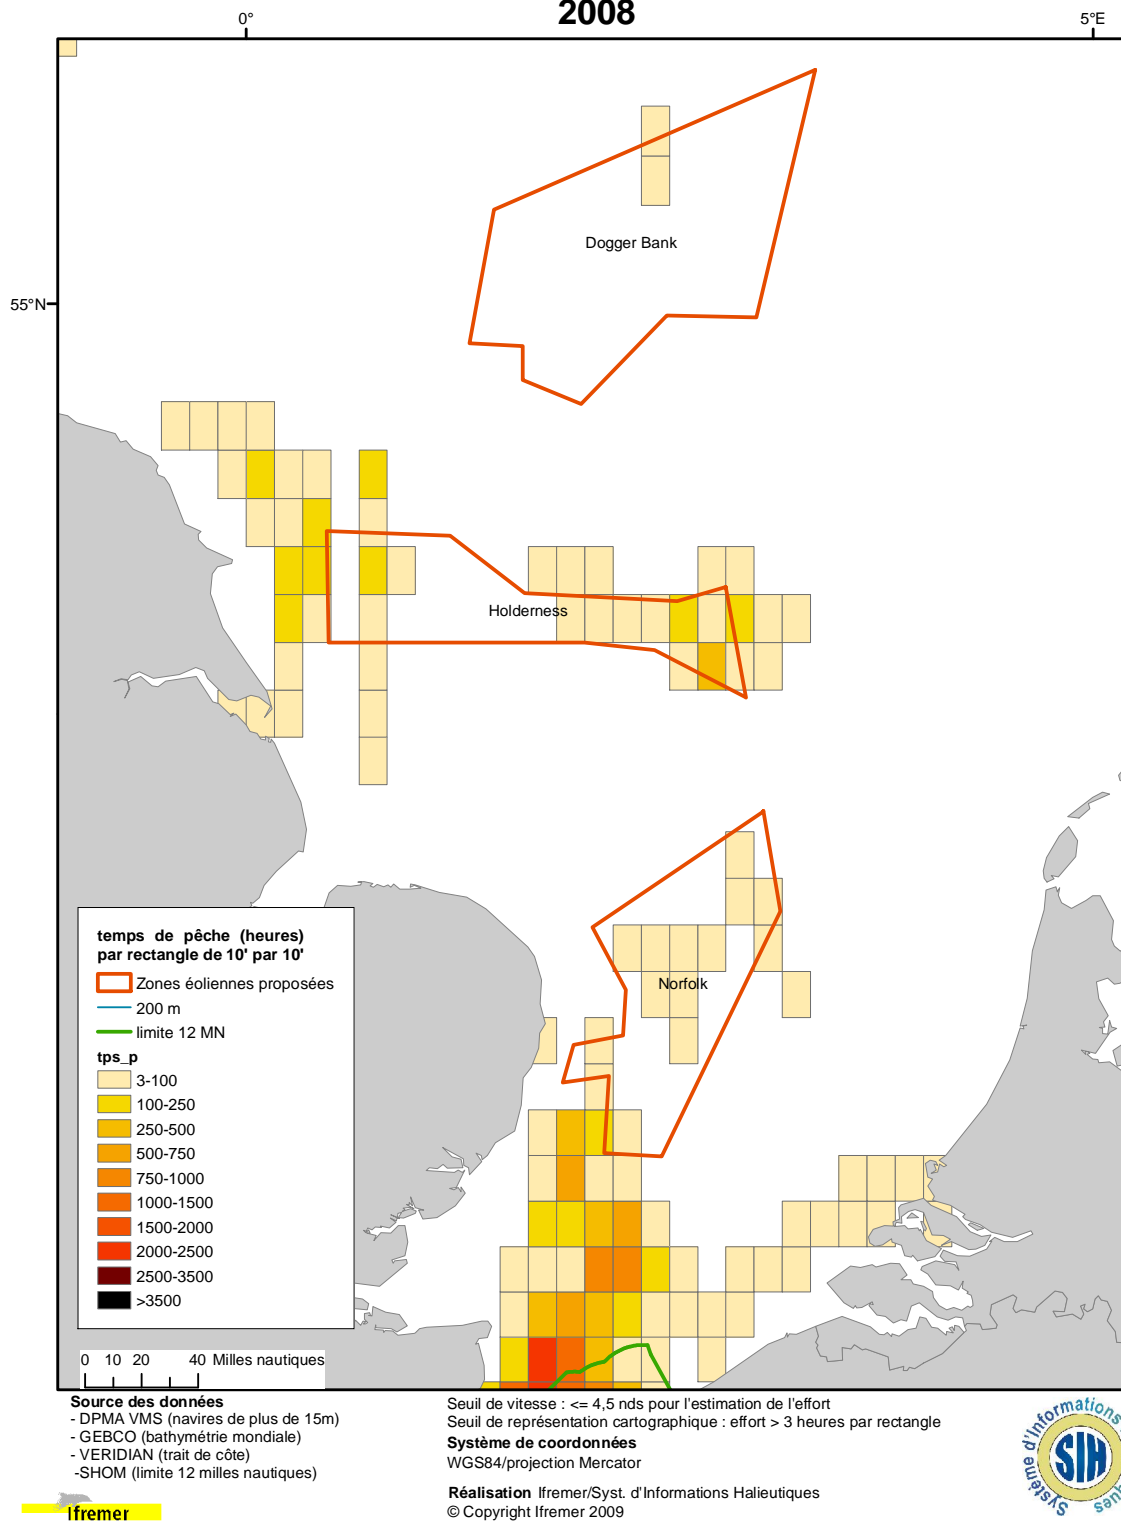 2008
0°
5°E
55°N
Dogger Bank
Holderness
Norfolk
temps de pêche (heures)
par rectangle de 10' par 10'
Zones éoliennes proposées
200 m
limite 12 MN
tps_p
3-100
100-250
250-500
500-750
750-1000
1000-1500
1500-2000
2000-2500
2500-3500
>3500
0 10 20 40 Milles nautiques
Source des données
- DPMA VMS (navires de plus de 15m)
- GEBCO (bathymétrie mondiale)
- VERIDIAN (trait de côte)
-SHOM (limite 12 milles nautiques)
Ifremer
Seuil de vitesse : <= 4,5 nds pour l'estimation de l'effort
Seuil de représentation cartographique : effort > 3 heures par rectangle
Système de coordonnées
WGS84/projection Mercator
Réalisation Ifremer/Syst. d'Informations Halieutiques
© Copyright Ifremer 2009
Système d'Informations
SIH